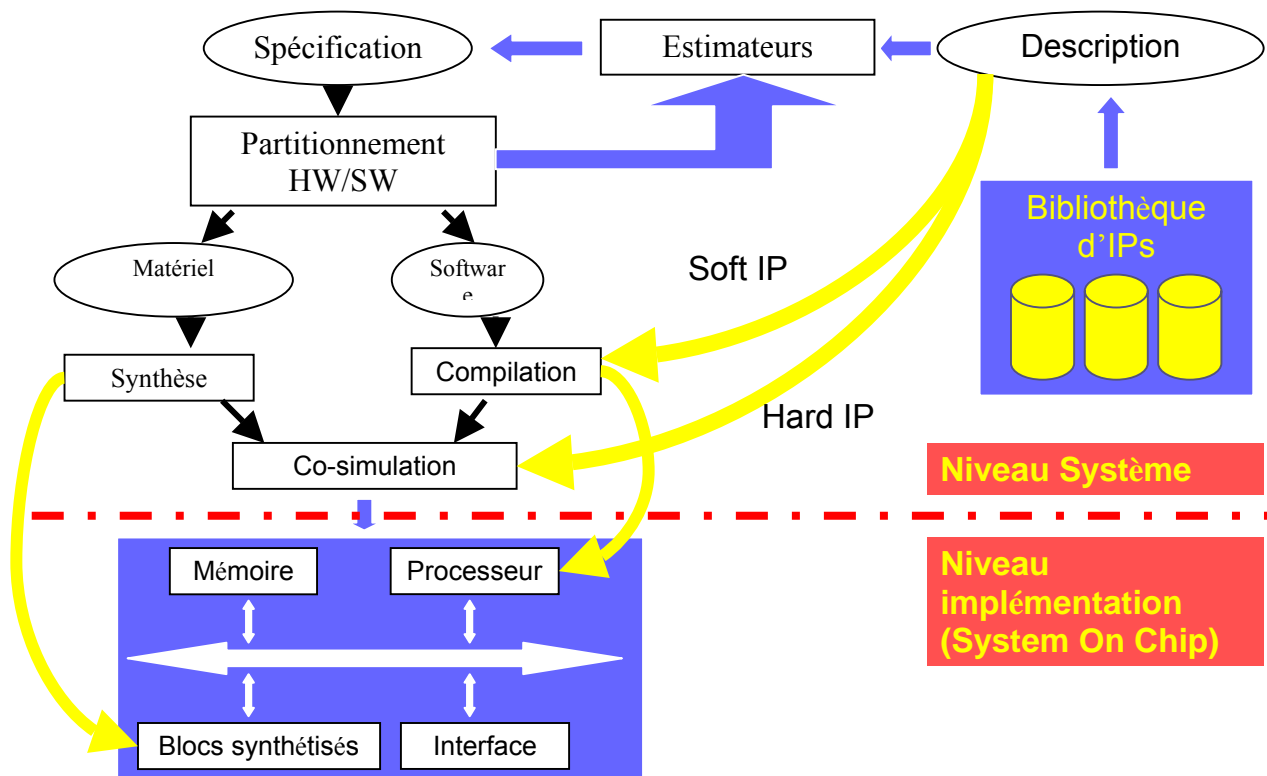 Spécification
Estimateurs
Description
Partitionnement
HW/SW
Bibliothèque
d’IPs
Matériel
Softwar
e
Soft IP
Synthèse
Compilation
Hard IP
Co-simulation
Niveau Système
Mémoire
Processeur
Niveau
implémentation
(System On Chip)
Blocs synthétisés
Interface